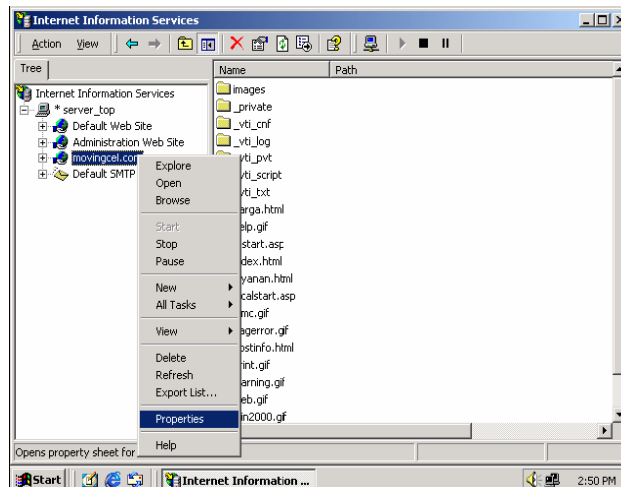 Internet Information Services
Action View
Tree
Name Path
Internet Information Services
* server_top
Default Web Site
Administration Web Site
movingcel.com
Default SMTP
images
_private
_vti_cnf
_vti_log
_vti_pvt
vti_script
vti_txt
arga.html
elp.gif
start.asp
dex.html
yanan.html
calstart.asp
mc.gif
agerror.gif
ostinfo.html
rint.gif
arning.gif
eb.gif
in2000.gif
Explore
Open
Browse
Start
Stop
Pause
New
All Tasks
View
Delete
Refresh
Export List...
Properties
Help
Opens property sheet for
Start
Internet Information ...
2:50 PM